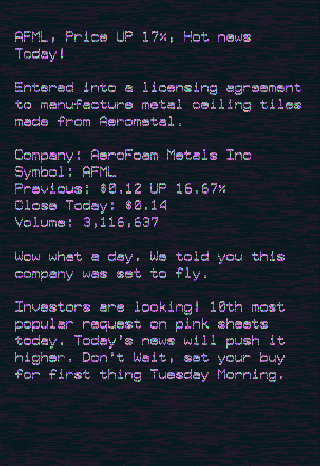 AFML, Price UP 17%, Hot news
Today!
Entered into a licensing agreement
to manufacture metal ceiling tiles
made from Aerometal.
Company: AeroFoam Metals Inc
Symbol: AFML
Previous: $0.12 UP 16.67%
Close Today: $0.14
Volume: 3,116,637
Wow what a day. We told you this
company was set to fly.
Investors are looking! 10th most
popular request on pink sheets
today. Today's news will push it
higher. Don't Wait, set your buy
for first thing Tuesday Morning.